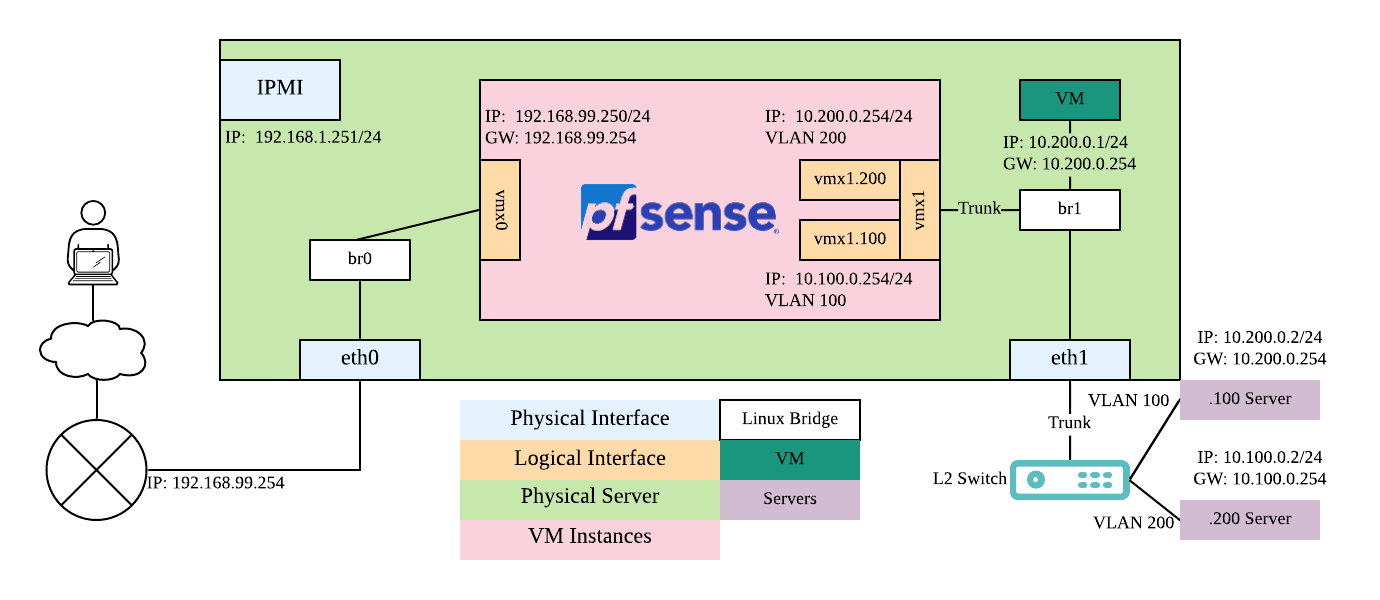 IPMI
IP: 192.168.1.251/24
IP: 192.168.99.250/24
GW: 192.168.99.254
IP: 10.200.0.254/24
VLAN 200
VM
IP: 10.200.0.1/24
GW: 10.200.0.254
vmx0
pfsense
vmx1.200
vmx1.100
vmx1
Trunk
br1
br0
IP: 10.100.0.254/24
VLAN 100
eth0
eth1
IP: 10.200.0.2/24
GW: 10.200.0.254
.100 Server
VLAN 100
Trunk
L2 Switch
IP: 10.100.0.2/24
GW: 10.100.0.254
.200 Server
VLAN 200
IP: 192.168.99.254
Physical Interface
Linux Bridge
Logical Interface
VM
Physical Server
Servers
VM Instances